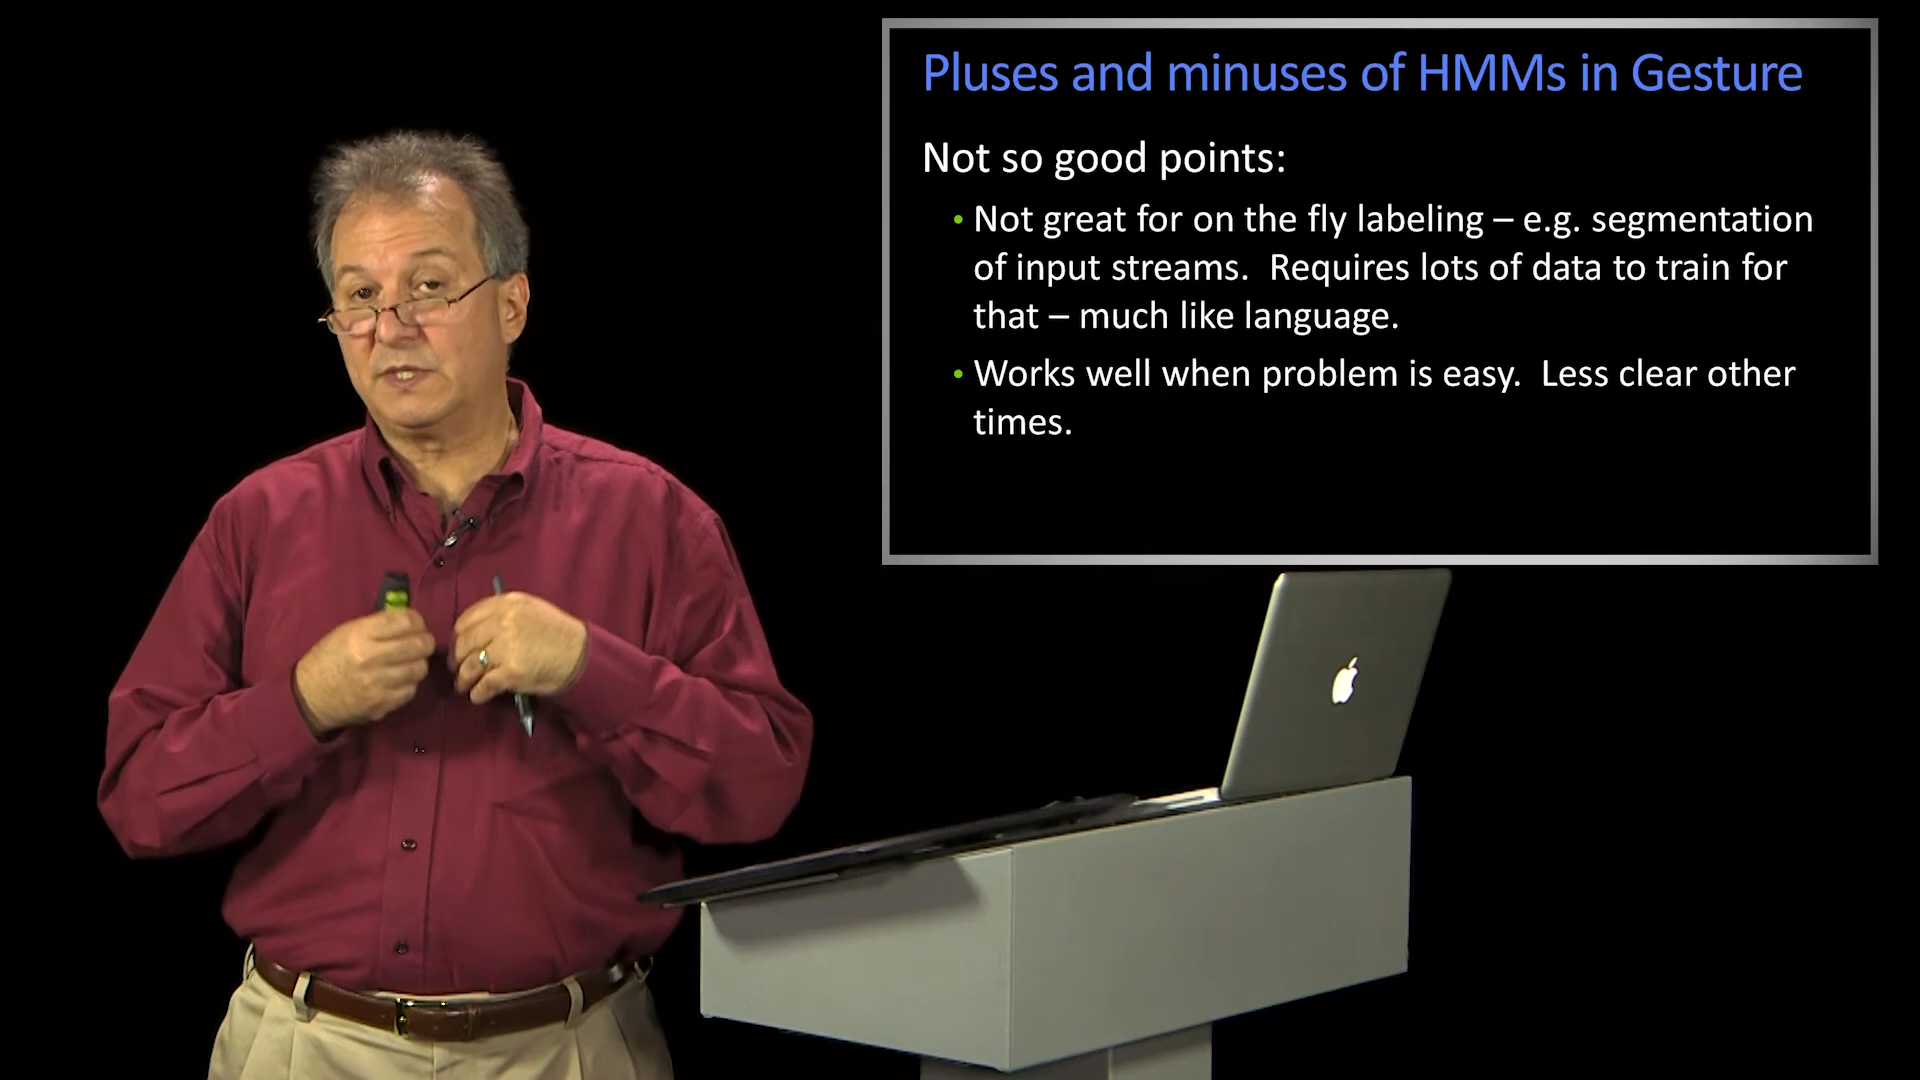 Pluses and minuses of HMMs in Gesture
Not so good points:
• Not great for on the fly labeling – e.g. segmentation
of input streams.  Requires lots of data to train for
that – much like language.
• Works well when problem is easy.  Less clear other
times.